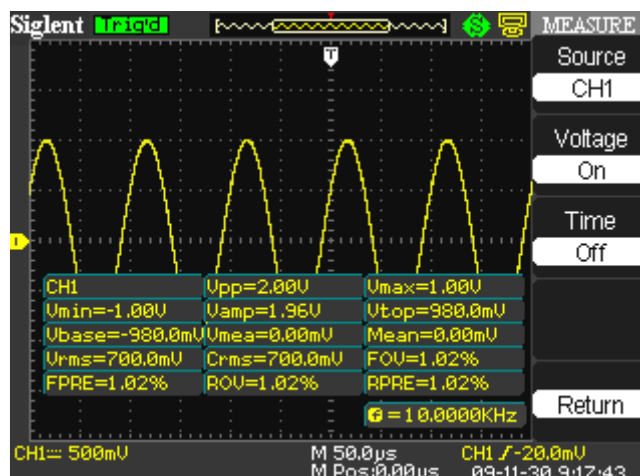 Siglent Trig'd MEASURE
T
Source
CH1
Voltage
On
Time
Off
1
CH1 Vpp=2.00V Vmax=1.00V
Vmin=-1.00V Vamp=1.96V Vtop=980.0mV
Vbase=-980.0mV Vmea=0.00mV Mean=0.00mV
Vrms=700.0mV Crms=700.0mV FOV=1.02%
FPRE=1.02% ROV=1.02% RPRE=1.02%
f=10.0000KHz
Return
CH1 500mV M 50.0µs CH1 -20.0mV
M Pos:0.00µs 09-11-30 9:17:43